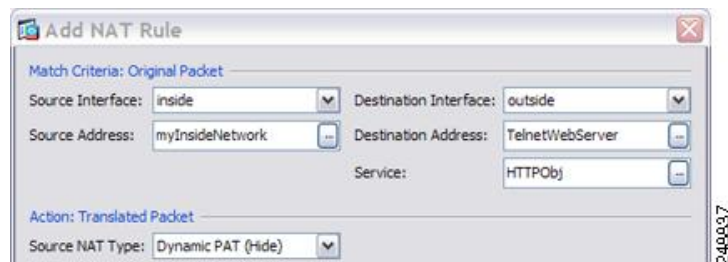 Add NAT Rule
Match Criteria: Original Packet
Source Interface: inside Destination Interface: outside
Source Address: myInsideNetwork ... Destination Address: TelnetWebServer ...
Service: HTTPObj ...
Action: Translated Packet
Source NAT Type: Dynamic PAT (Hide)
248837